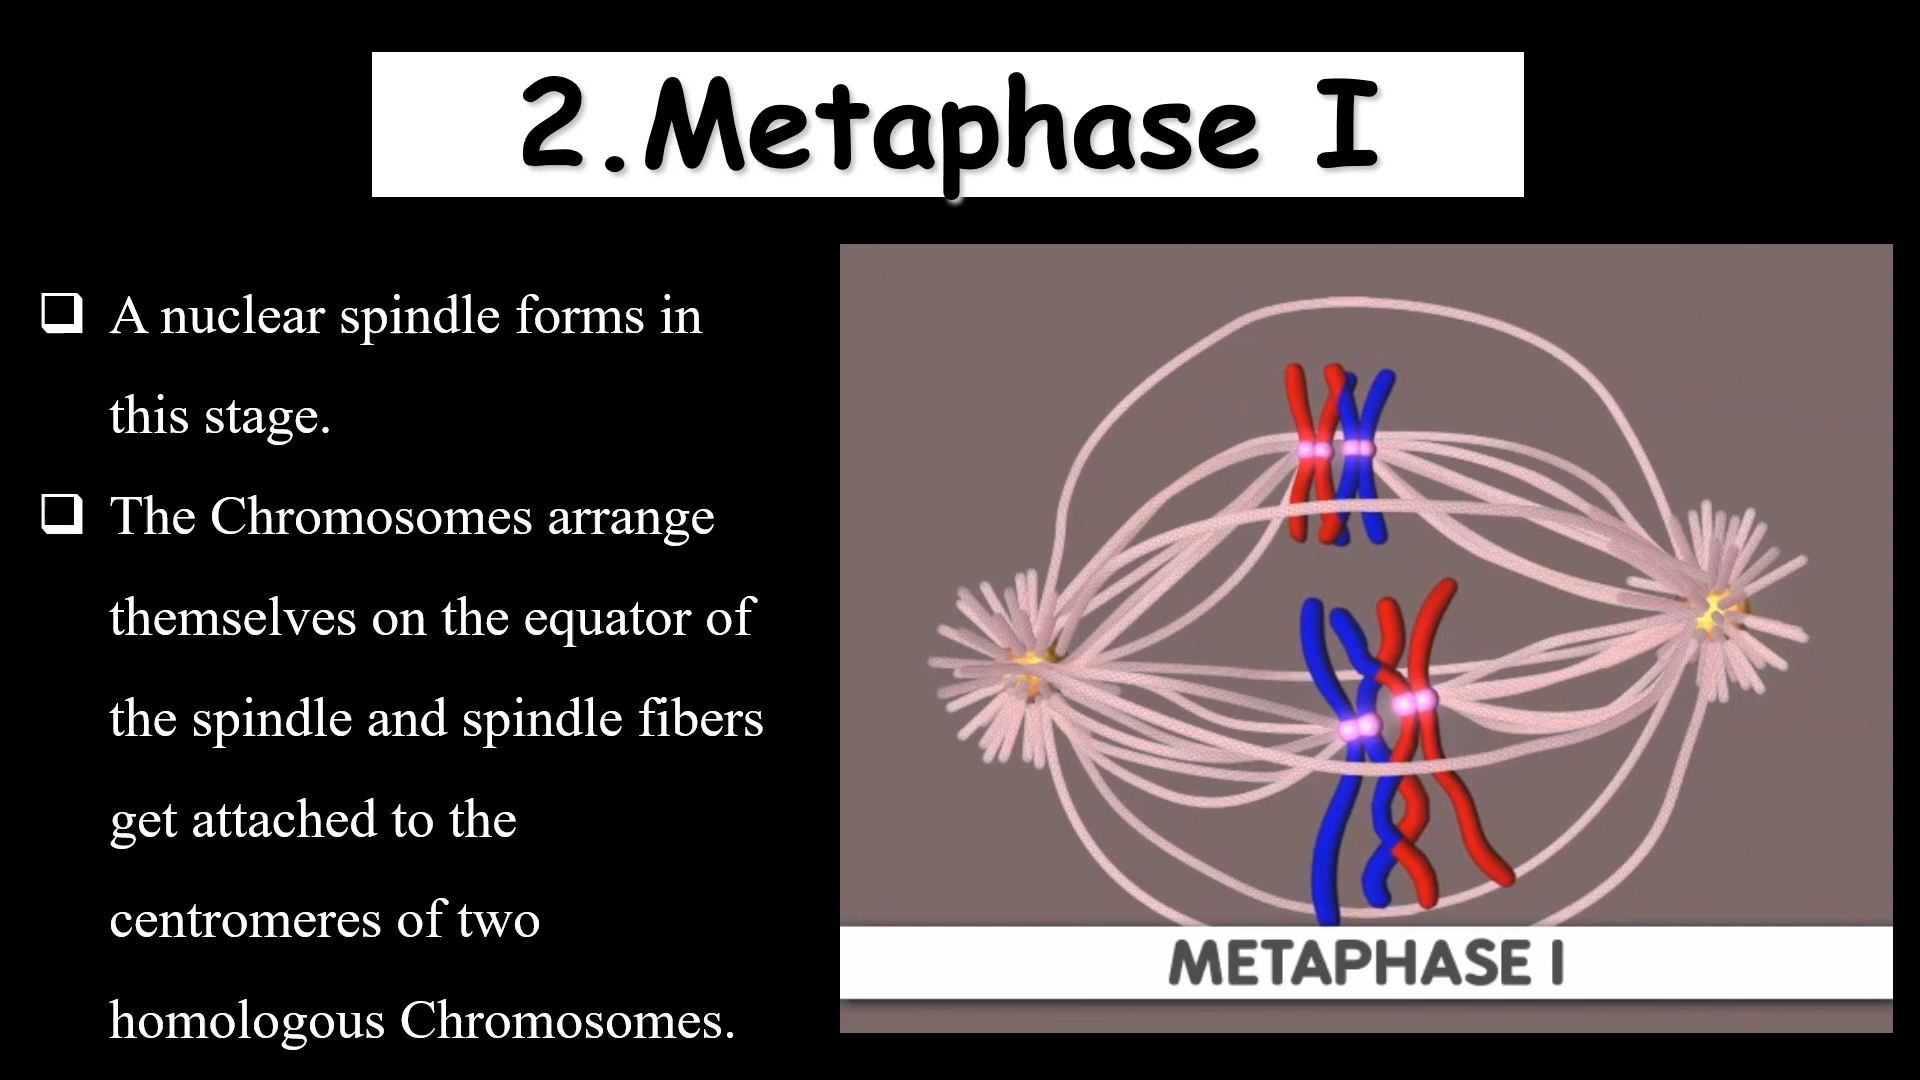 2.Metaphase I
❑ A nuclear spindle forms in
this stage.
❑ The Chromosomes arrange
themselves on the equator of
the spindle and spindle fibers
get attached to the
centromeres of two
homologous Chromosomes.
METAPHASE I